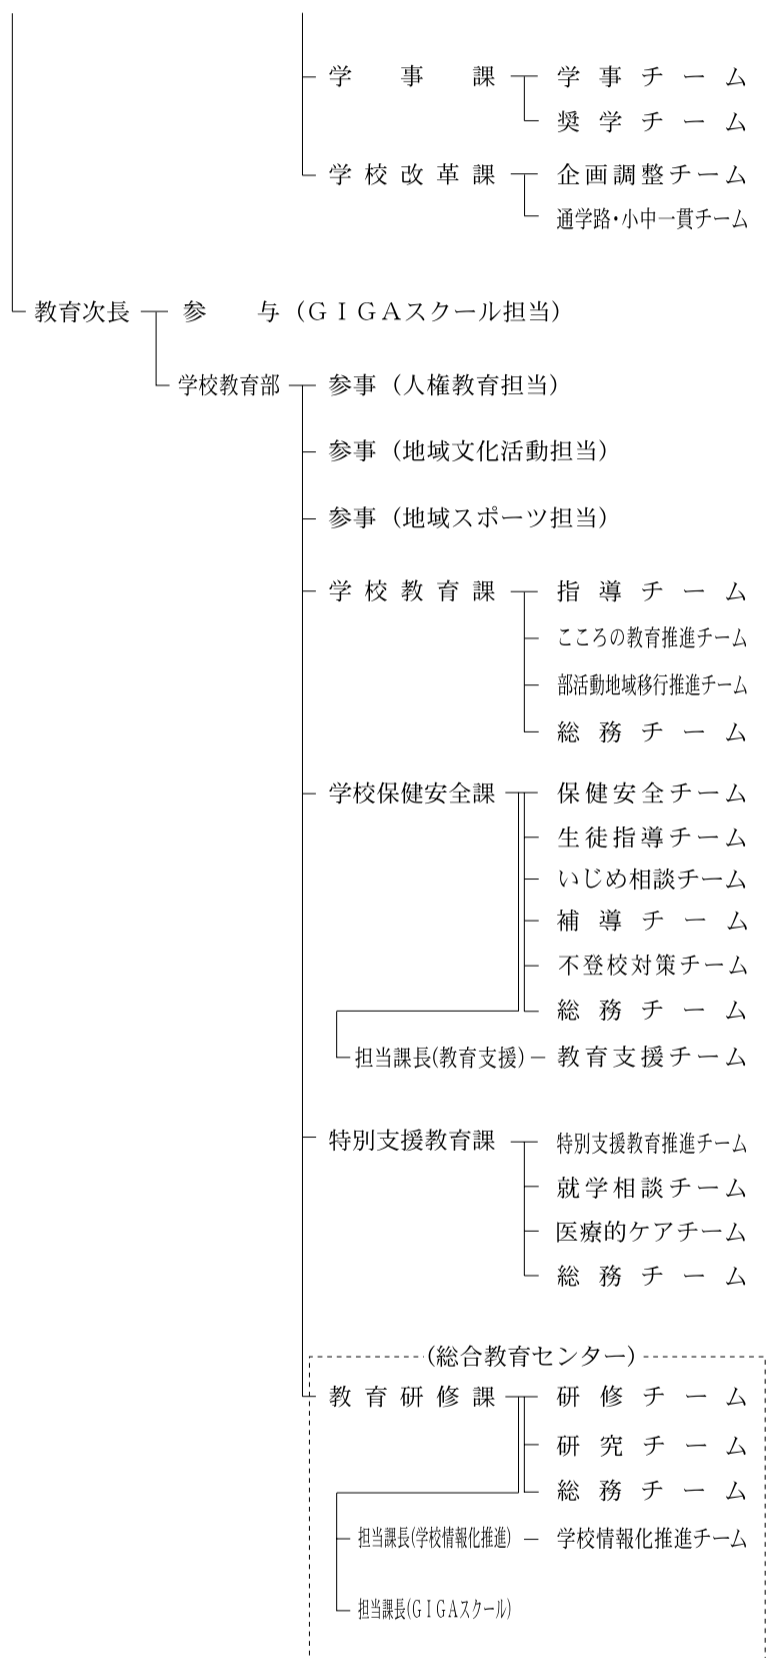 学事課 学事チーム
奨学チーム
学校改革課 企画調整チーム
通学路・小中一貫チーム
教育次長 参与(GIGAスクール担当)
学校教育部 参事(人権教育担当)
参事(地域文化活動担当)
参事(地域スポーツ担当)
学校教育課 指導チーム
こころの教育推進チーム
部活動地域移行推進チーム
総務チーム
学校保健安全課 保健安全チーム
生徒指導チーム
いじめ相談チーム
補導チーム
不登校対策チーム
総務チーム
担当課長(教育支援) 教育支援チーム
特別支援教育課 特別支援教育推進チーム
就学相談チーム
医療的ケアチーム
総務チーム
(総合教育センター)
教育研修課 研修チーム
研究チーム
総務チーム
担当課長(学校情報化推進) 学校情報化推進チーム
担当課長(GIGAスクール)